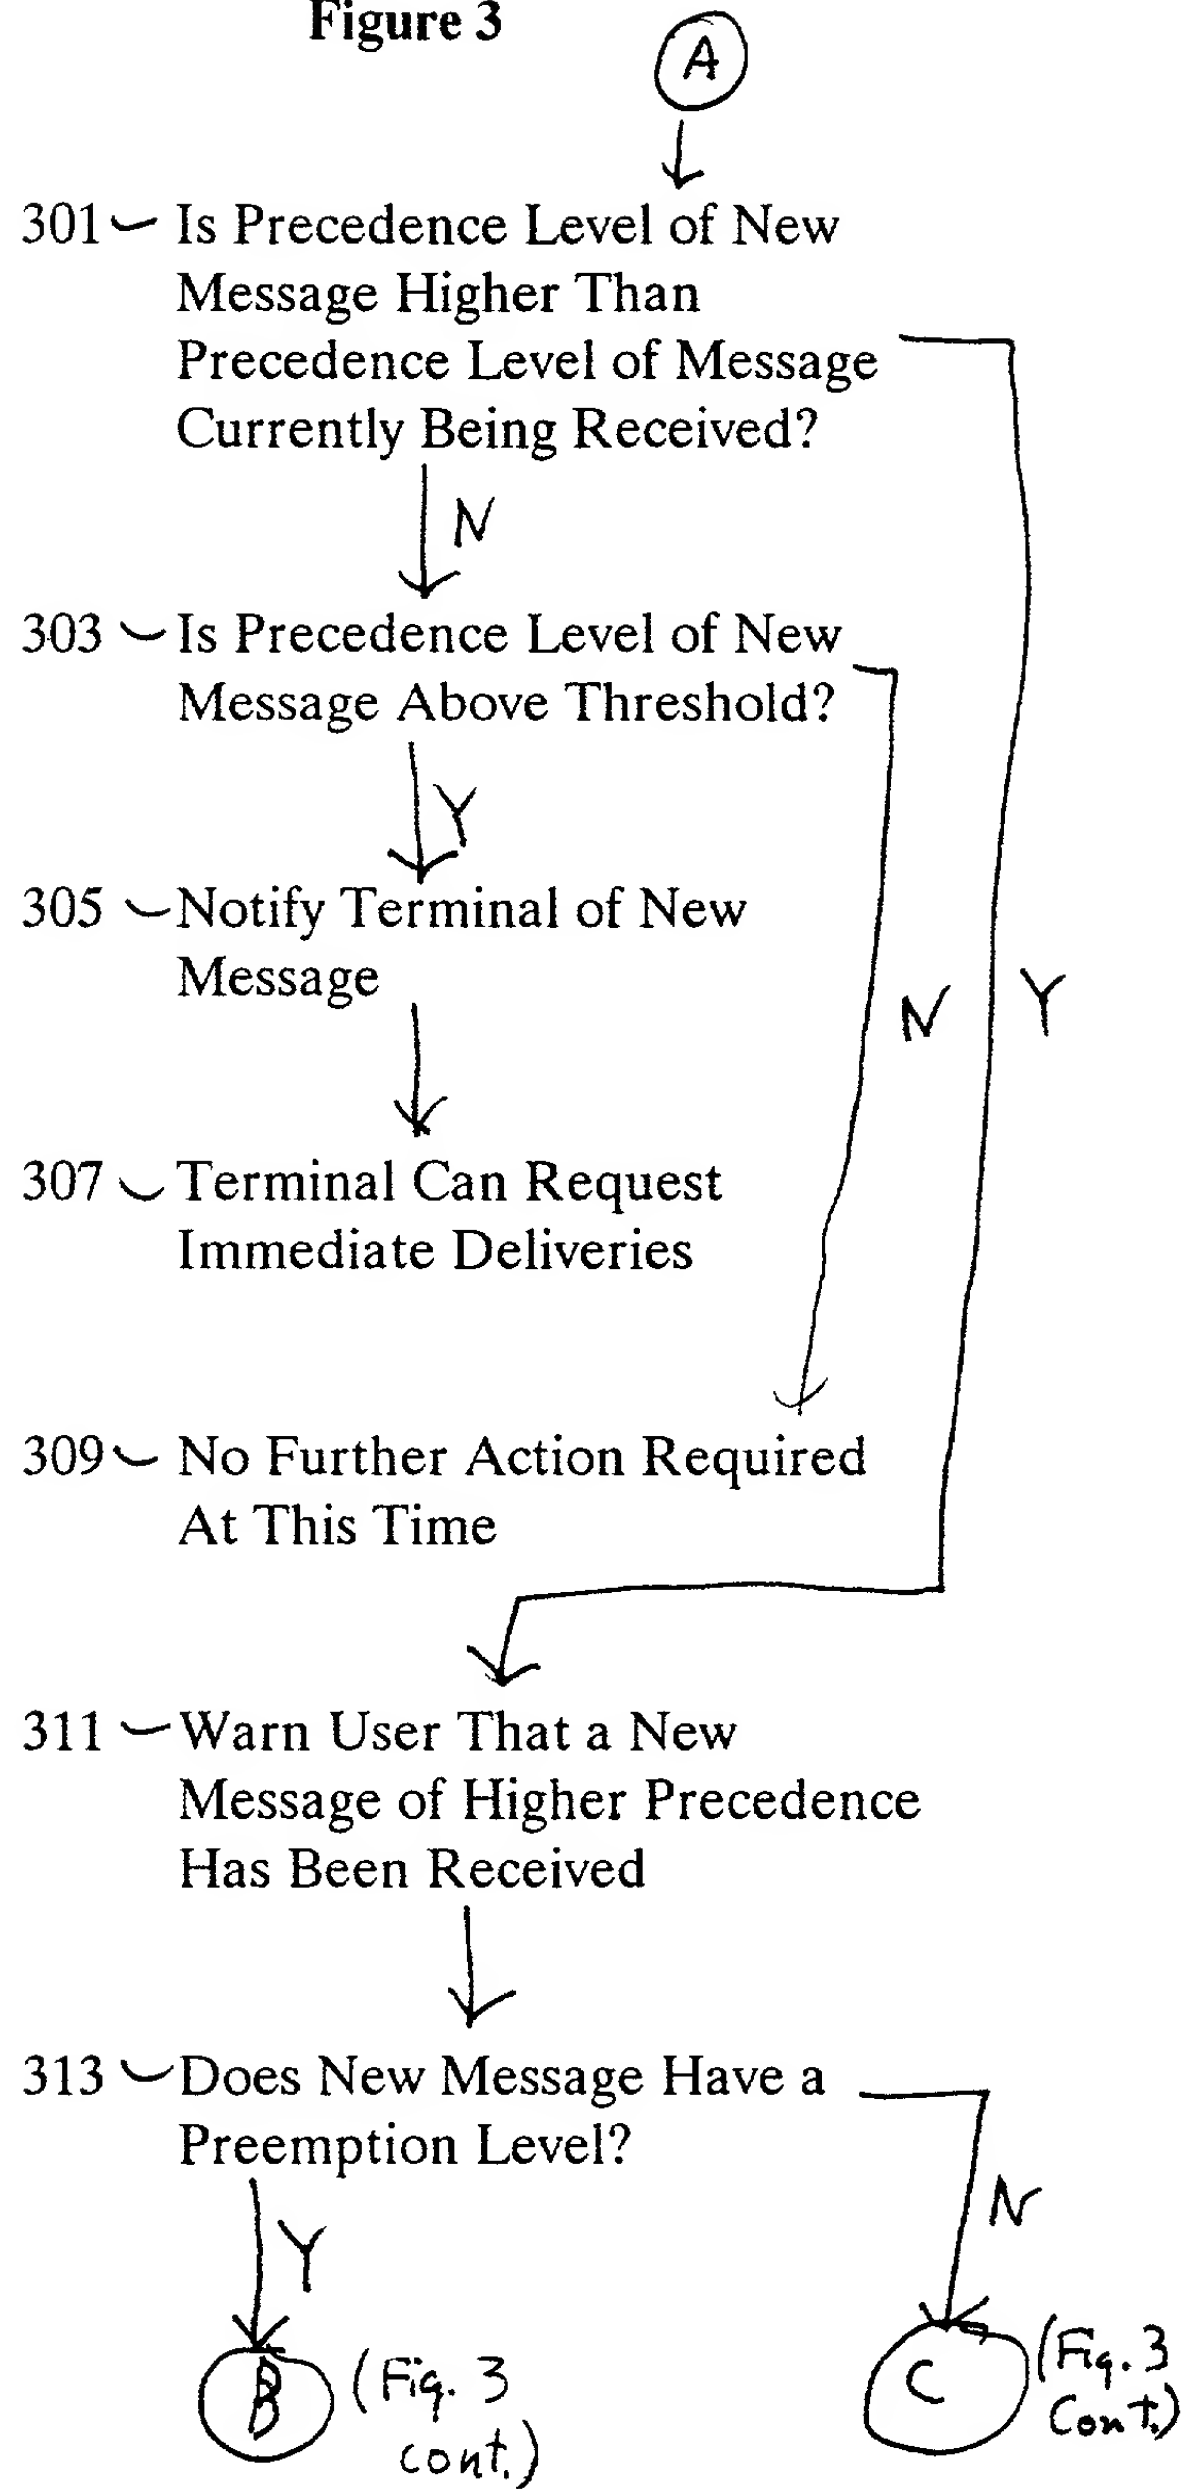 Figure 3
A
301 Is Precedence Level of New
Message Higher Than
Precedence Level of Message
Currently Being Received?
N
303 Is Precedence Level of New
Message Above Threshold?
Y
305 Notify Terminal of New
Message
N Y
307 Terminal Can Request
Immediate Deliveries
309 No Further Action Required
At This Time
311 Warn User That a New
Message of Higher Precedence
Has Been Received
313 Does New Message Have a
Preemption Level?
Y
N
B (Fig. 3
cont.)
C (Fig. 3
Cont.)